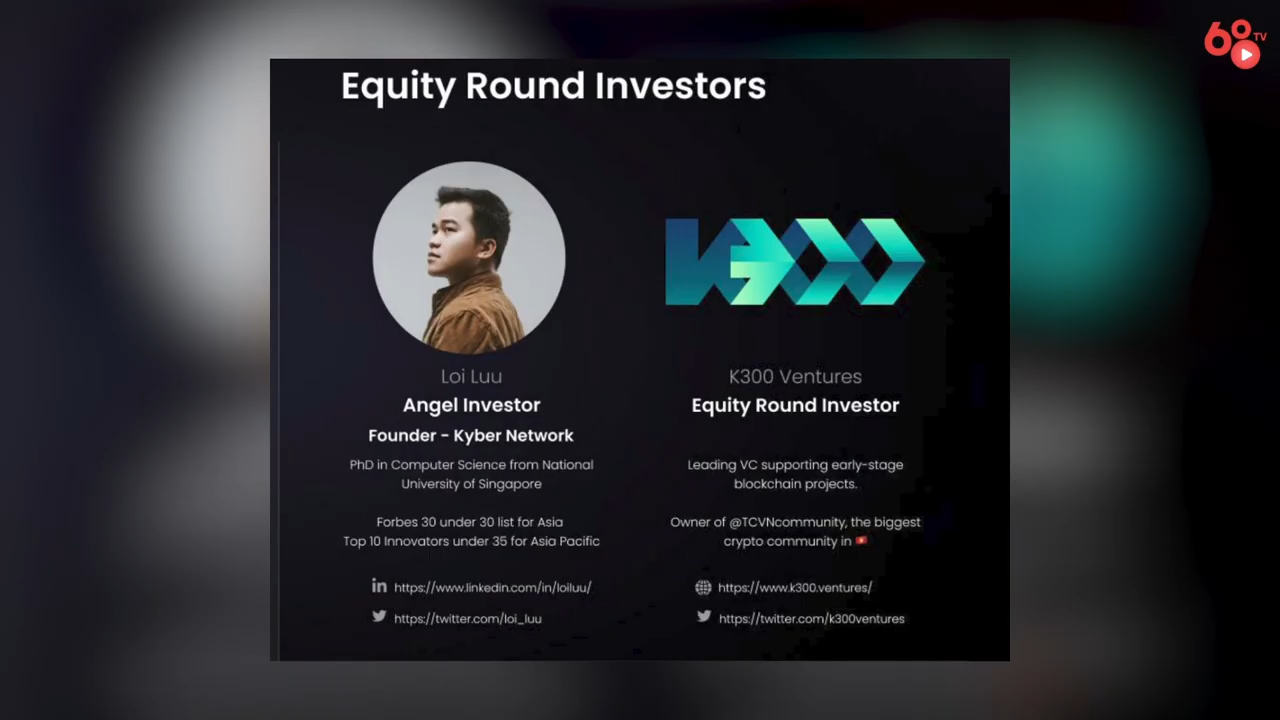 68 TV
Equity Round Investors
K300
Loi Luu
Angel Investor
Founder - Kyber Network
PhD in Computer Science from National
University of Singapore
Forbes 30 under 30 list for Asia
Top 10 Innovators under 35 for Asia Pacific
in https://www.linkedin.com/in/loiluu/
https://twitter.com/loi_luu
K300 Ventures
Equity Round Investor
Leading VC supporting early-stage
blockchain projects.
Owner of @TCVNcommunity, the biggest
crypto community in 🇻🇳
https://www.k300.ventures/
https://twitter.com/k300ventures